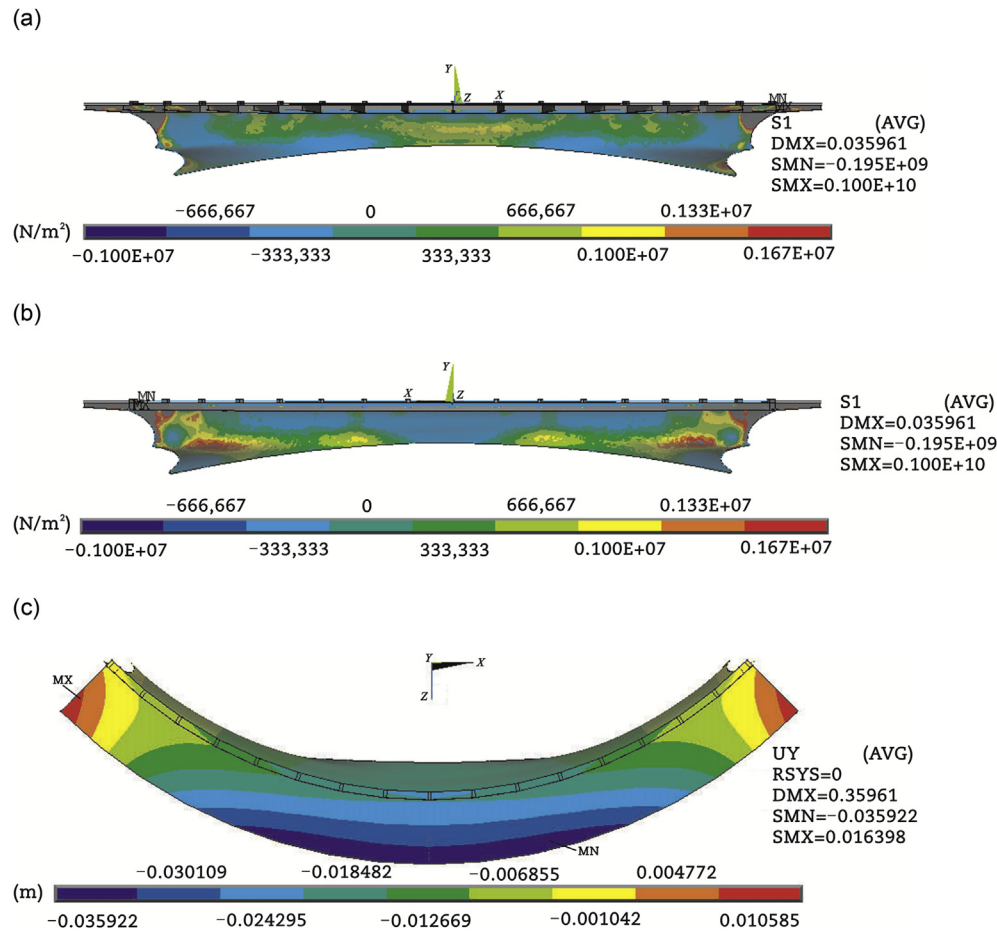 (a)
Y
Z X
MN
MX
S1 (AVG)
DMX=0.035961
SMN=−0.195E+09
SMX=0.100E+10
−666,667 0 666,667 0.133E+07
(N/m²)
−0.100E+07 −333,333 333,333 0.100E+07 0.167E+07
(b)
Y
X Z
MN
MX
S1 (AVG)
DMX=0.035961
SMN=−0.195E+09
SMX=0.100E+10
−666,667 0 666,667 0.133E+07
(N/m²)
−0.100E+07 −333,333 333,333 0.100E+07 0.167E+07
(c)
Y X
Z
MX
UY (AVG)
RSYS=0
DMX=0.35961
SMN=−0.035922
SMX=0.016398
MN
−0.030109 −0.018482 −0.006855 0.004772
(m)
−0.035922 −0.024295 −0.012669 −0.001042 0.010585